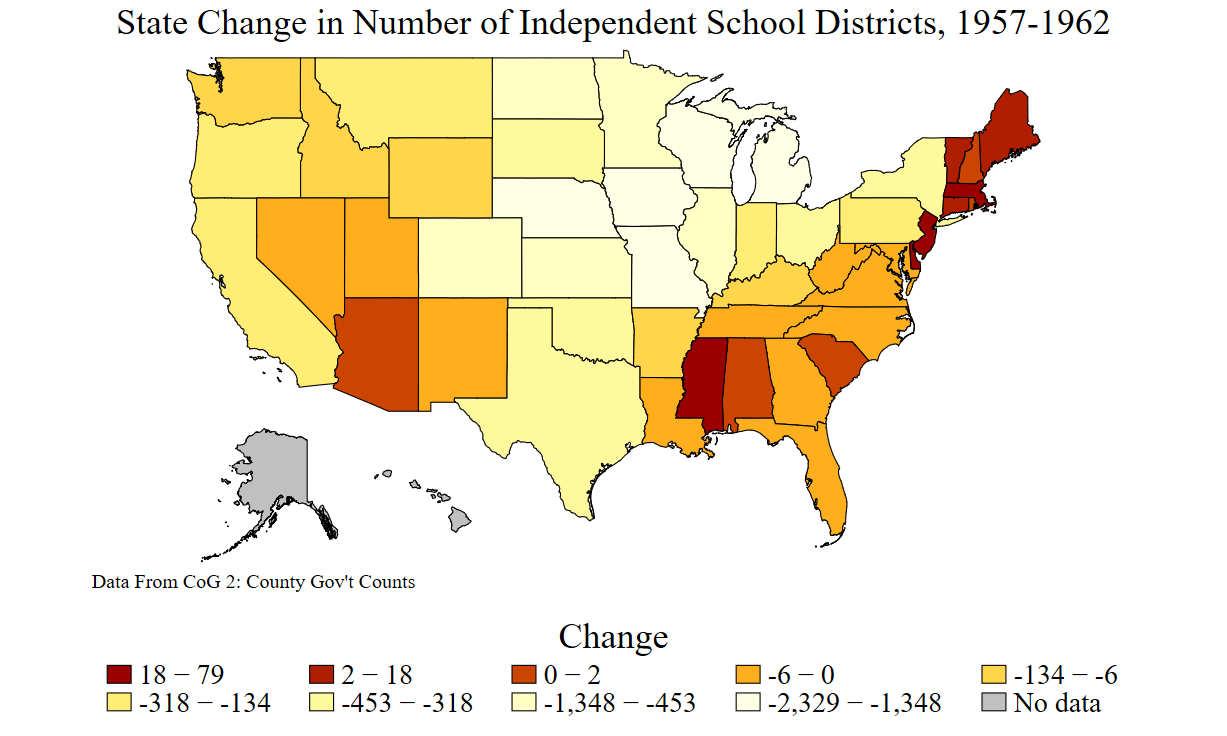 State Change in Number of Independent School Districts, 1957-1962
Data From CoG 2: County Gov't Counts
Change
18 − 79 2 − 18 0 − 2 -6 − 0 -134 − -6
-318 − -134 -453 − -318 -1,348 − -453 -2,329 − -1,348 No data